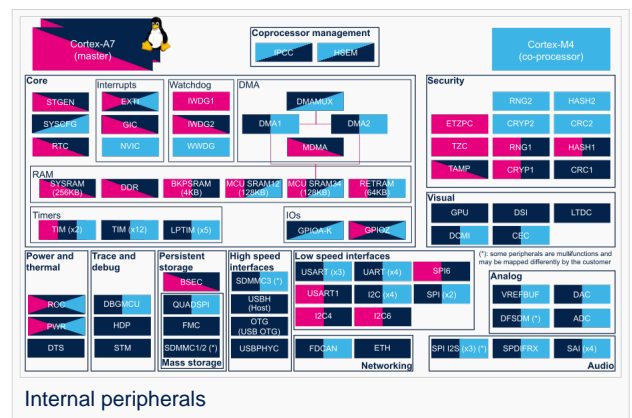 Cortex-A7
(master)
Coprocessor management
IPCC
HSEM
Cortex-M4
(co-processor)
Core
STGEN
SYSCFG
RTC
Interrupts
EXTI
GIC
NVIC
Watchdog
IWDG1
IWDG2
WWDG
DMA
DMAMUX
DMA1
DMA2
MDMA
Security
RNG2
HASH2
ETZPC
CRYP2
CRC2
TZC
RNG1
HASH1
TAMP
CRYP1
CRC1
RAM
SYSRAM
(256KB)
DDR
BKPSRAM
(4KB)
MCU SRAM12
(128KB)
MCU SRAM34
(128KB)
RETRAM
(64KB)
Timers
TIM (x2)
TIM (x12)
LPTIM (x5)
IOs
GPIOA-K
GPIOZ
Visual
GPU
DSI
LTDC
DCMI
CEC
(*): some peripherals are multifunctions and
may be mapped differently by the customer
Power and
thermal
RCC
PWR
DTS
Trace and
debug
DBGMCU
HDP
STM
Persistent
storage
BSEC
QUADSPI
FMC
SDMMC1/2 (*)
Mass storage
High speed
interfaces
SDMMC3 (*)
USBH
(Host)
OTG
(USB OTG)
USBPHYC
Low speed interfaces
USART (x3)
UART (x4)
SPI6
USART1
I2C (x4)
SPI (x2)
I2C4
I2C6
FDCAN
ETH
Networking
Analog
VREFBUF
DAC
DFSDM (*)
ADC
SPI I2S (x3) (*)
SPDIFRX
SAI (x4)
Audio
Internal peripherals